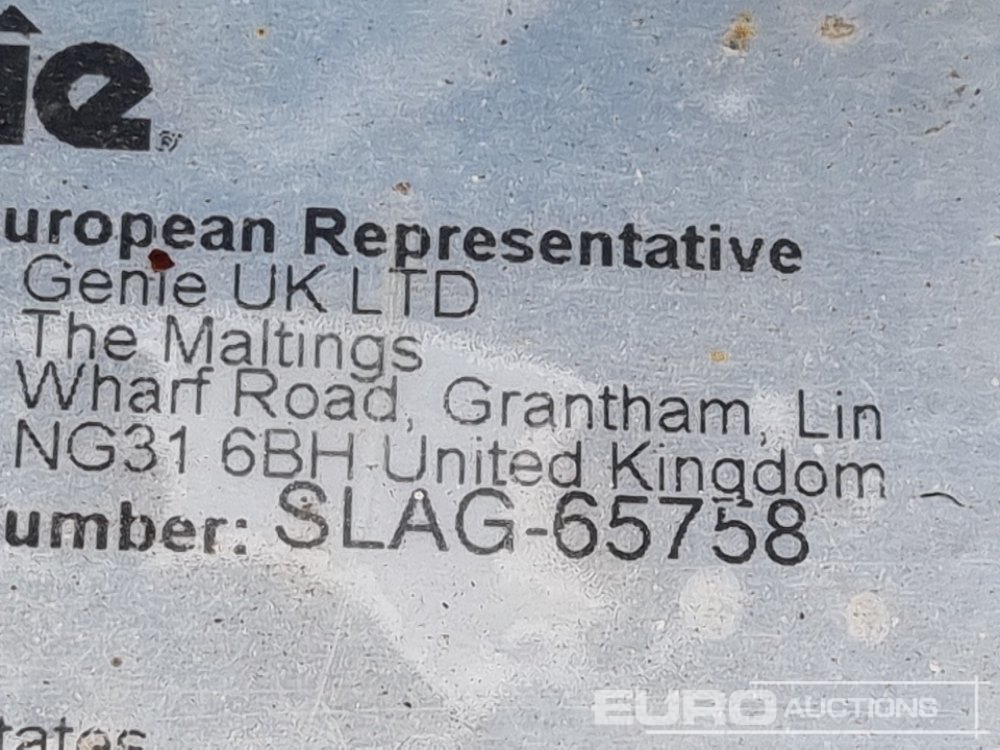 ie
uropean Representative
Genie UK LTD
The Maltings
Wharf Road, Grantham, Lin
NG31 6BH United Kingdom
umber: SLAG-65758
tates
EURO AUCTIONS